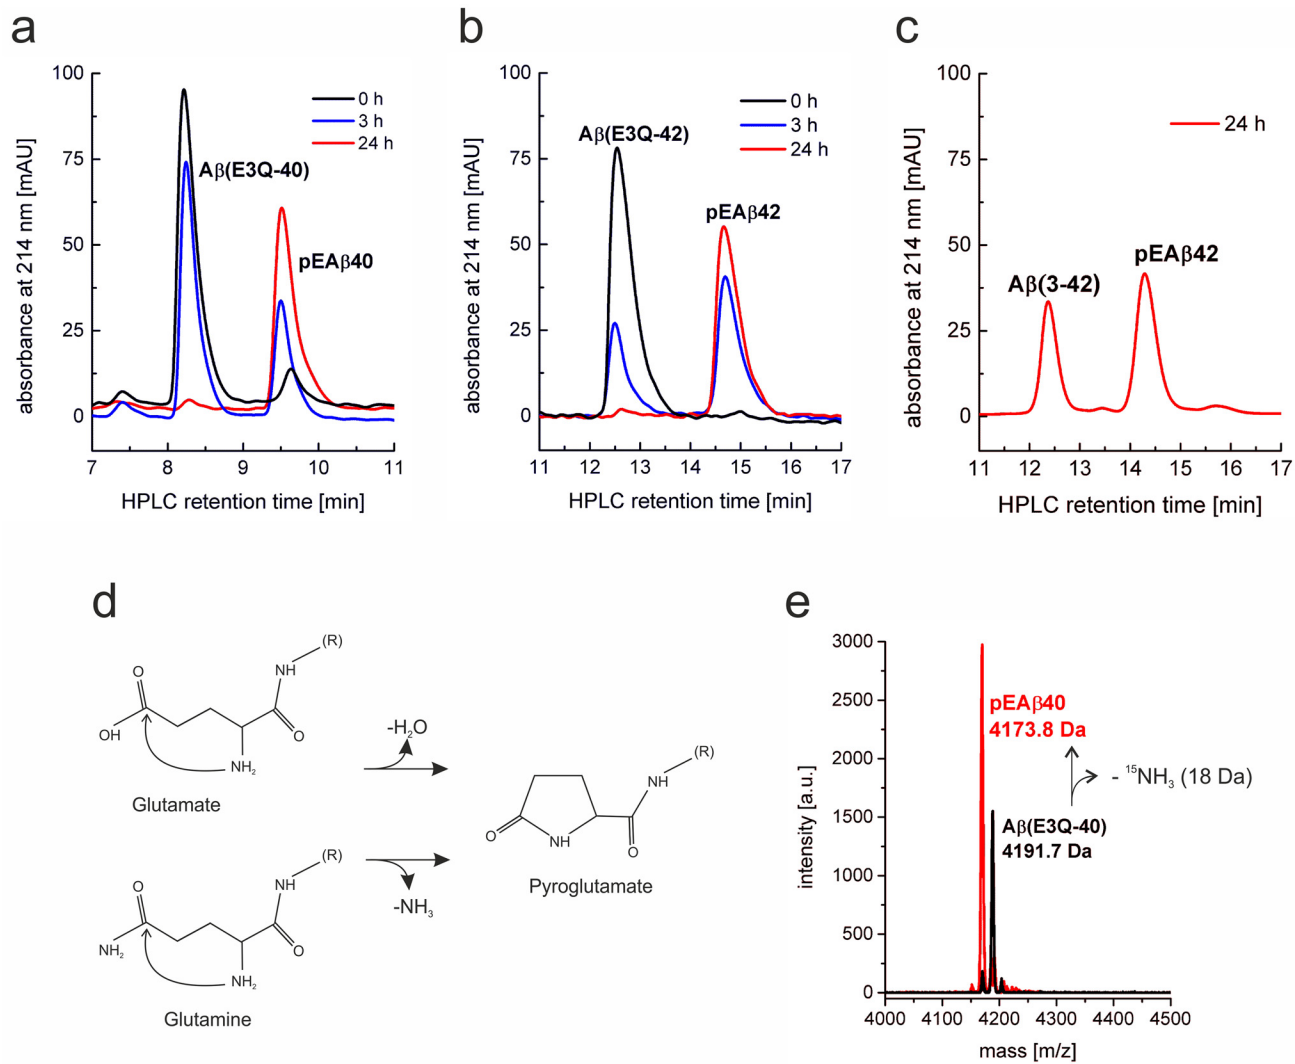 a
100
75
50
25
0
absorbance at 214 nm [mAU]
0 h
3 h
24 h
Aβ(E3Q-40)
pEAβ40
7 8 9 10 11
HPLC retention time [min]
b
100
75
50
25
0
absorbance at 214 nm [mAU]
0 h
3 h
24 h
Aβ(E3Q-42)
pEAβ42
11 12 13 14 15 16 17
HPLC retention time [min]
c
100
75
50
25
0
absorbance at 214 nm [mAU]
24 h
Aβ(3-42)
pEAβ42
11 12 13 14 15 16 17
HPLC retention time [min]
d
(R)
O
NH
OH
O
NH₂
Glutamate
-H₂O
(R)
O
NH
NH₂
O
NH₂
Glutamine
-NH₃
(R)
NH
O
NH
O
Pyroglutamate
e
3000
2500
2000
1500
1000
500
0
intensity [a.u.]
pEAβ40
4173.8 Da
- ¹⁵NH₃ (18 Da)
Aβ(E3Q-40)
4191.7 Da
4000 4100 4200 4300 4400 4500
mass [m/z]